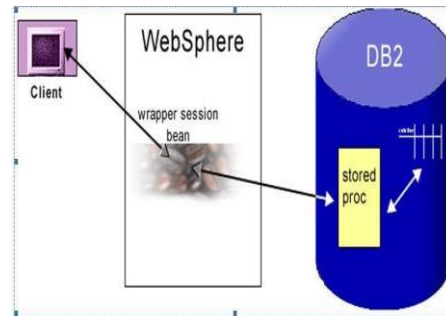 WebSphere
DB2
Client
wrapper session
bean
stored
proc